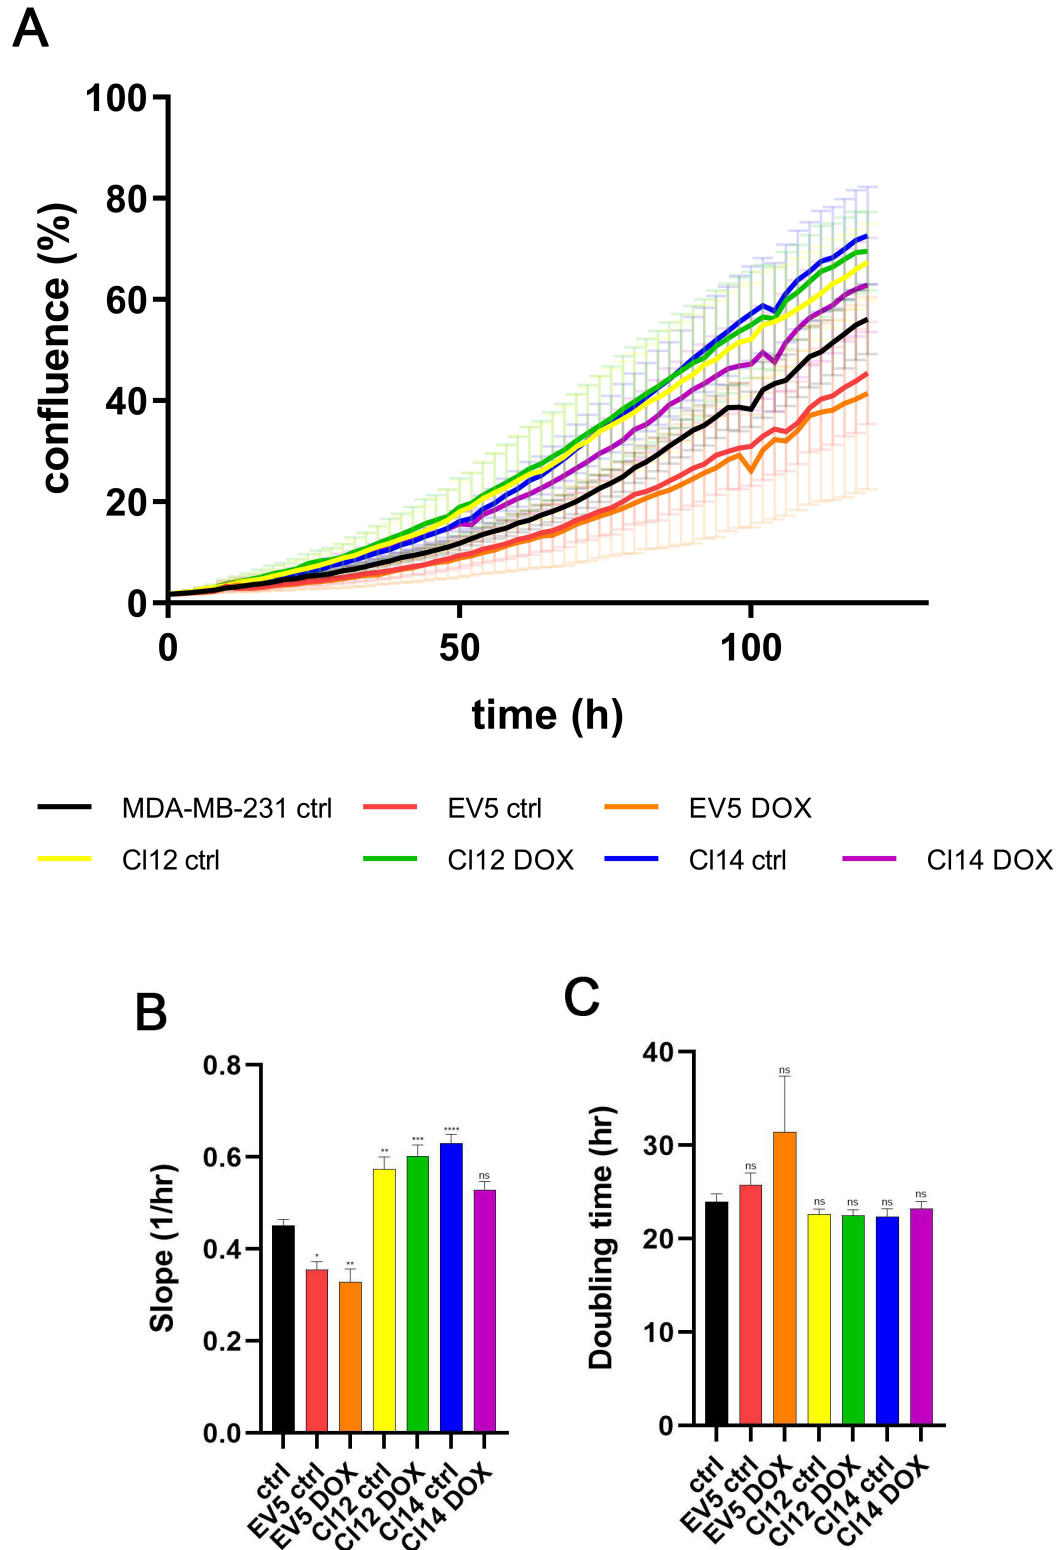 A
100
80
60
40
20
0
confluence (%)
0 50 100
time (h)
MDA-MB-231 ctrl EV5 ctrl EV5 DOX
Cl12 ctrl Cl12 DOX Cl14 ctrl Cl14 DOX
B
0.8
0.6
0.4
0.2
0.0
Slope (1/hr)
* ** ** *** **** ns
ctrl
EV5 ctrl
EV5 DOX
Cl12 ctrl
Cl12 DOX
Cl14 ctrl
Cl14 DOX
C
40
30
20
10
0
Doubling time (hr)
ns ns ns ns ns ns
ctrl
EV5 ctrl
EV5 DOX
Cl12 ctrl
Cl12 DOX
Cl14 ctrl
Cl14 DOX